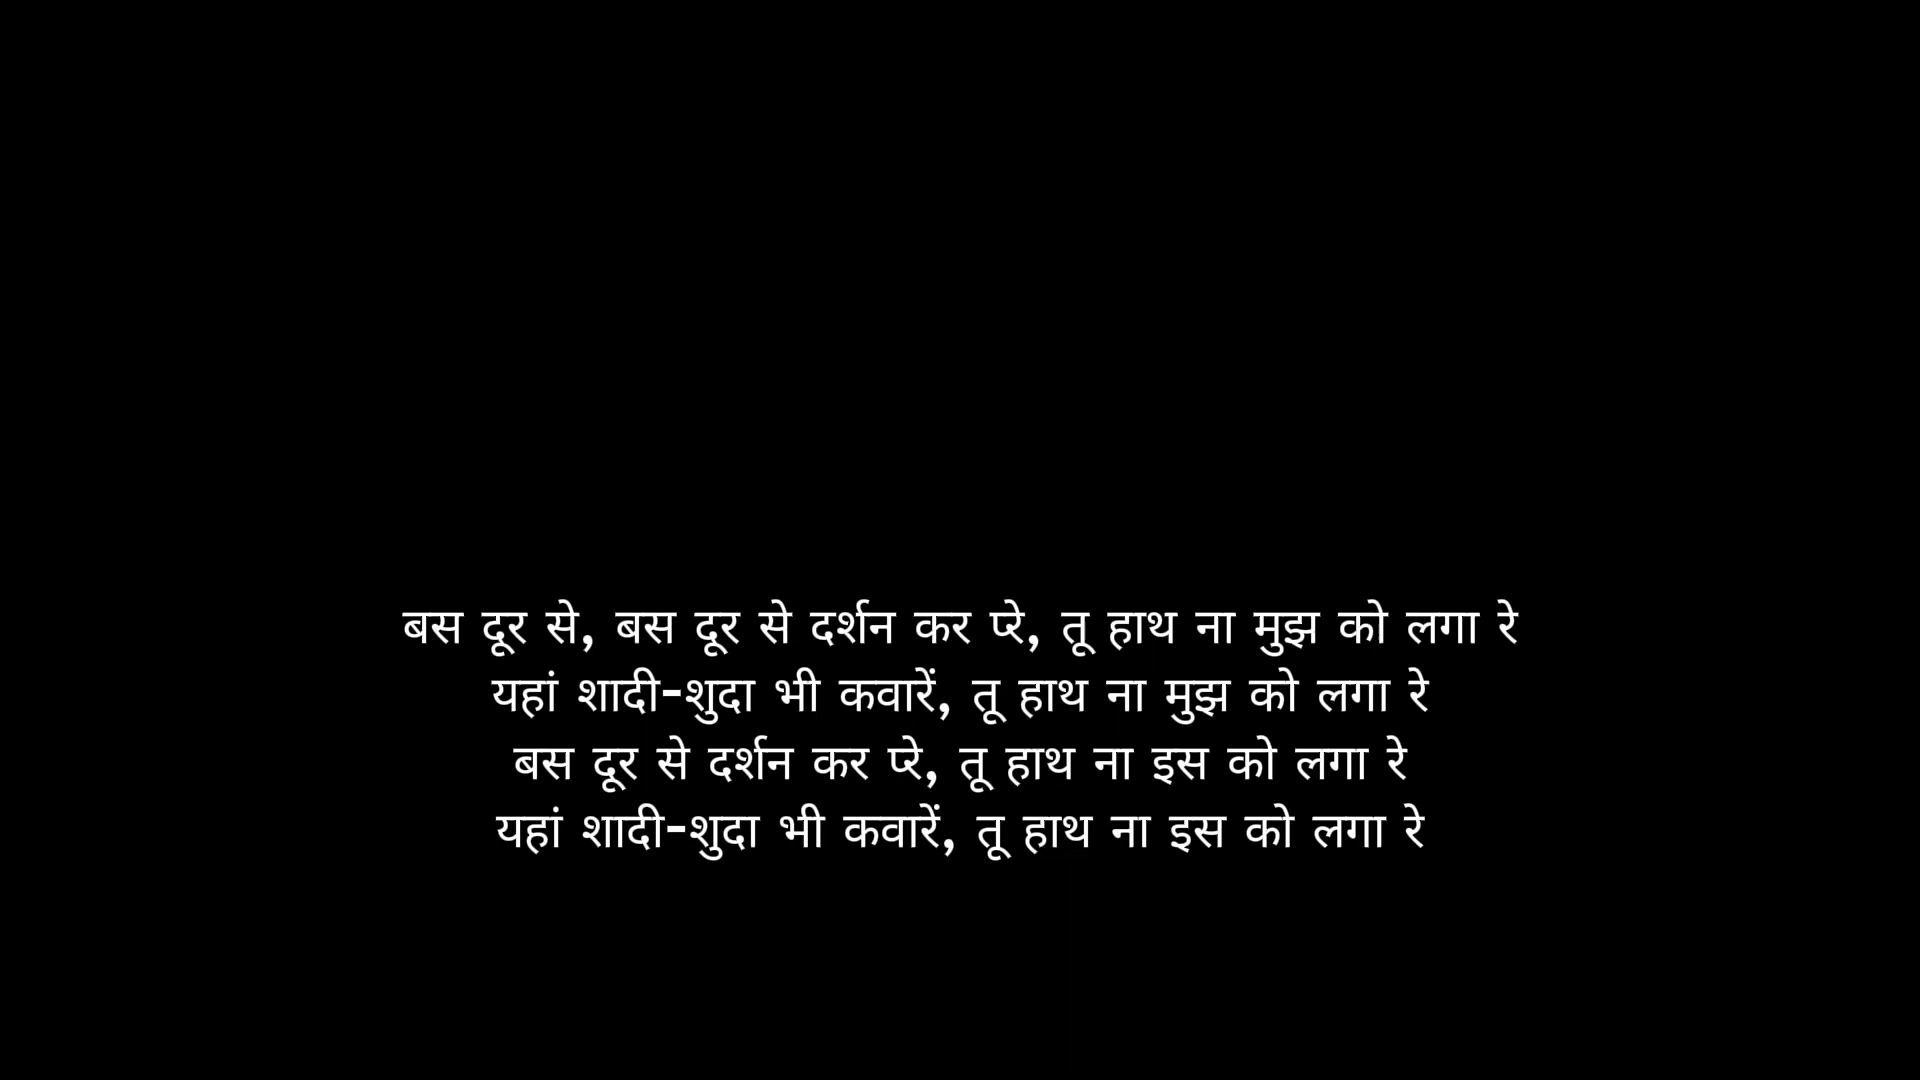 बस दूर से, बस दूर से दर्शन कर प्रे, तू हाथ ना मुझ को लगा रे
यहां शादी-शुदा भी कवारें, तू हाथ ना मुझ को लगा रे
बस दूर से दर्शन कर प्रे, तू हाथ ना इस को लगा रे
यहां शादी-शुदा भी कवारें, तू हाथ ना इस को लगा रे